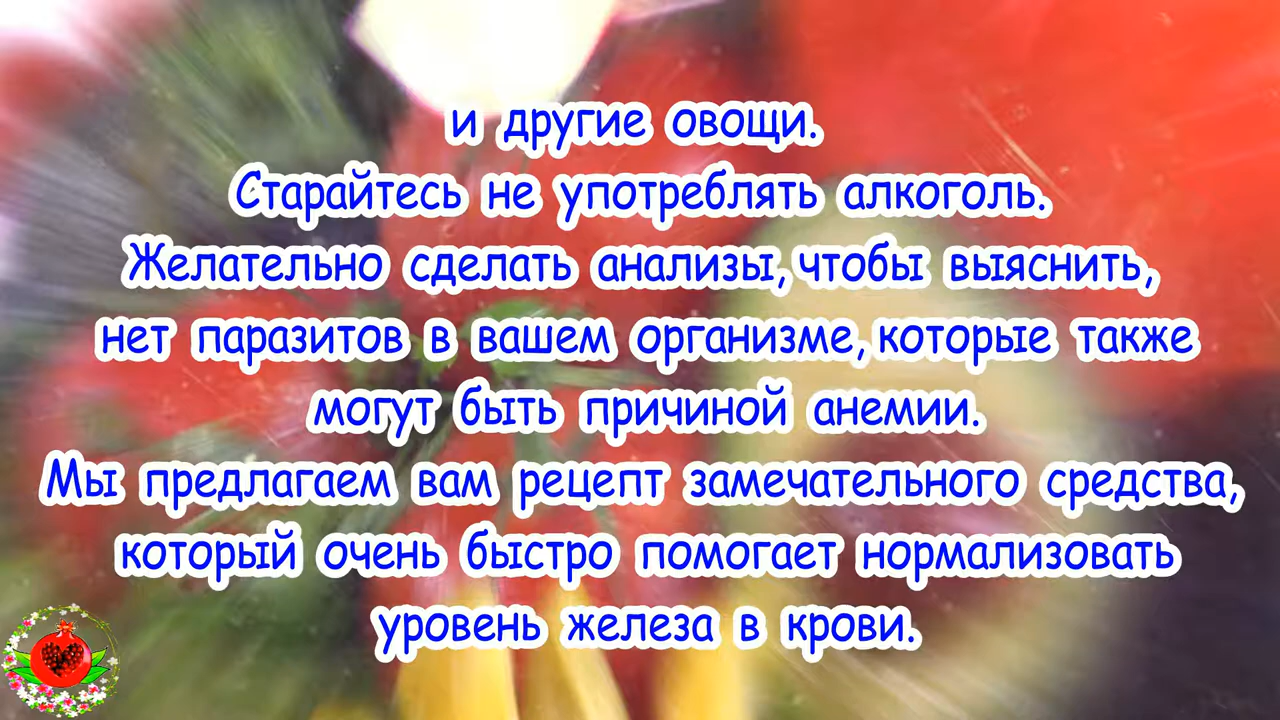 и другие овощи.
Старайтесь не употреблять алкоголь.
Желательно сделать анализы, чтобы выяснить,
нет паразитов в вашем организме, которые также
могут быть причиной анемии.
Мы предлагаем вам рецепт замечательного средства,
который очень быстро помогает нормализовать
уровень железа в крови.